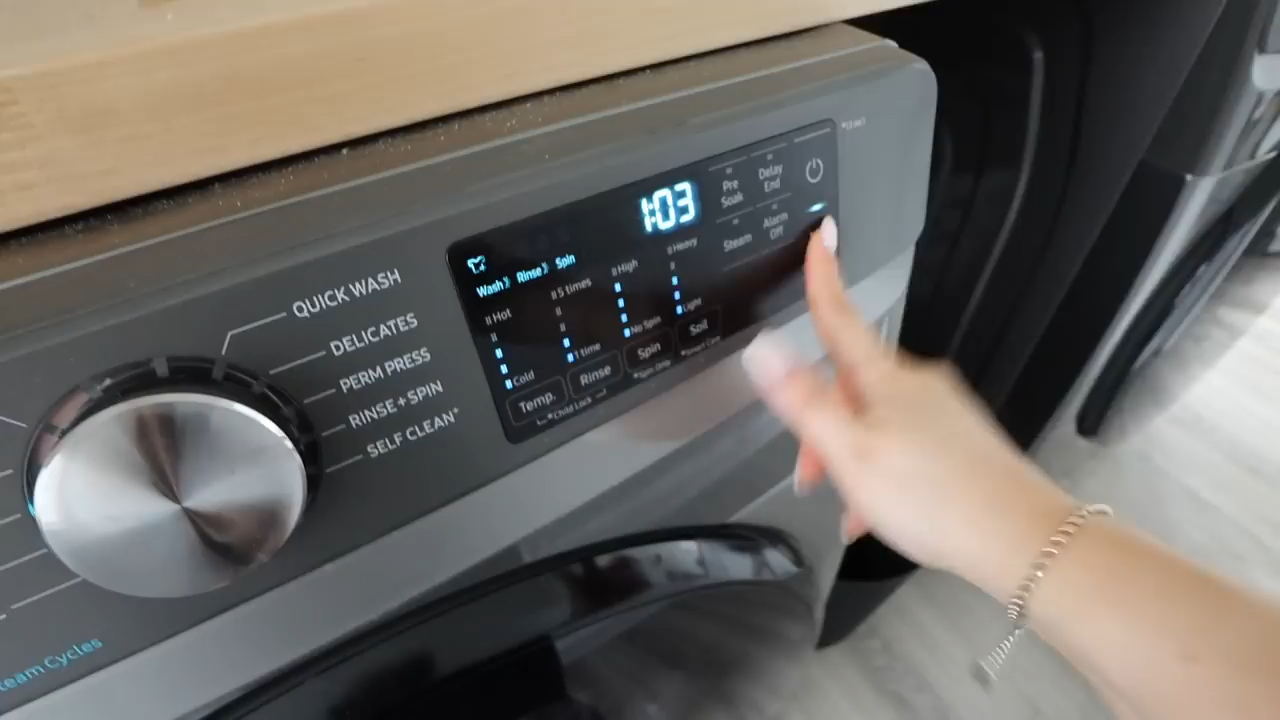 QUICK WASH
DELICATES
PERM PRESS
RINSE + SPIN
SELF CLEAN+
Steam Cycles
1:03
Wash Rinse Spin
Hot
Cold
5 times
1 time
High
No Spin
Heavy
Light
Temp.
Rinse
Spin
Soil
*Child Lock
*Spin Only
*Smart Care
Pre
Soak
Delay
End
Steam
Alarm
Off